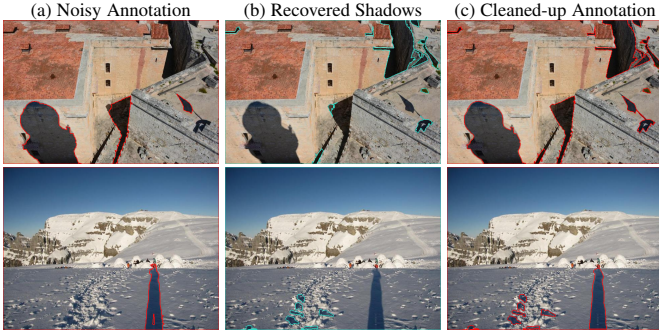 (a) Noisy Annotation
(b) Recovered Shadows
(c) Cleaned-up Annotation